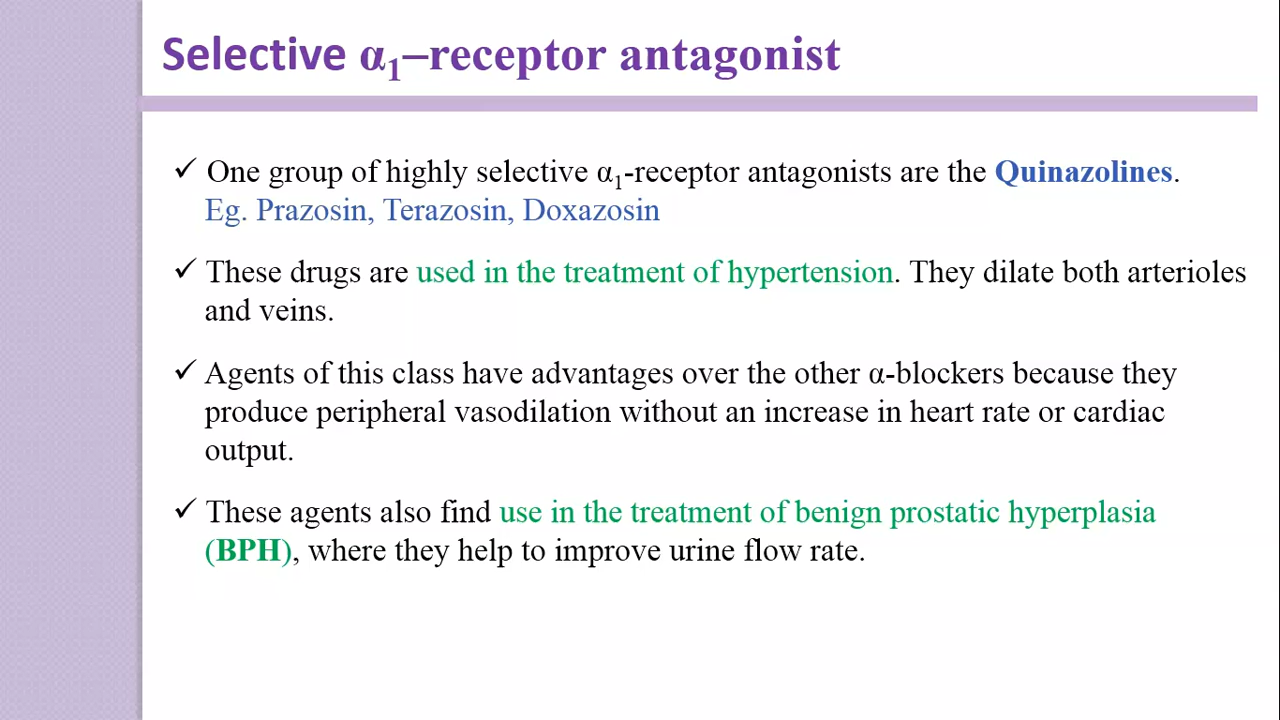 Selective α₁–receptor antagonist
✓ One group of highly selective α₁-receptor antagonists are the Quinazolines.
Eg. Prazosin, Terazosin, Doxazosin
✓ These drugs are used in the treatment of hypertension. They dilate both arterioles
and veins.
✓ Agents of this class have advantages over the other α-blockers because they
produce peripheral vasodilation without an increase in heart rate or cardiac
output.
✓ These agents also find use in the treatment of benign prostatic hyperplasia
(BPH), where they help to improve urine flow rate.